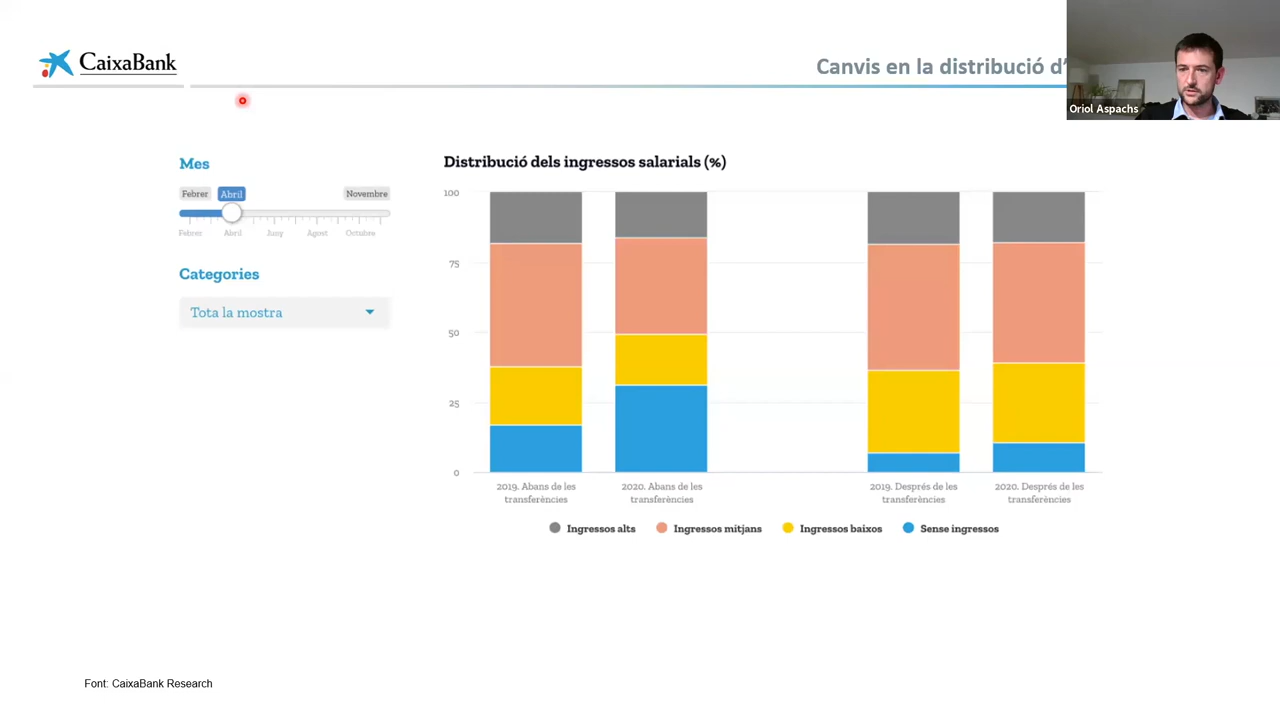 CaixaBank
Canvis en la distribució d'
Oriol Aspachs
Mes
Febrer Abril Novembre
Febrer Abril Juny Agost Octubre
Categories
Tota la mostra
Distribució dels ingressos salarials (%)
100
75
50
25
0
2019. Abans de les
transferències
2020. Abans de les
transferències
2019. Després de les
transferències
2020. Després de les
transferències
Ingressos alts Ingressos mitjans Ingressos baixos Sense ingressos
Font: CaixaBank Research